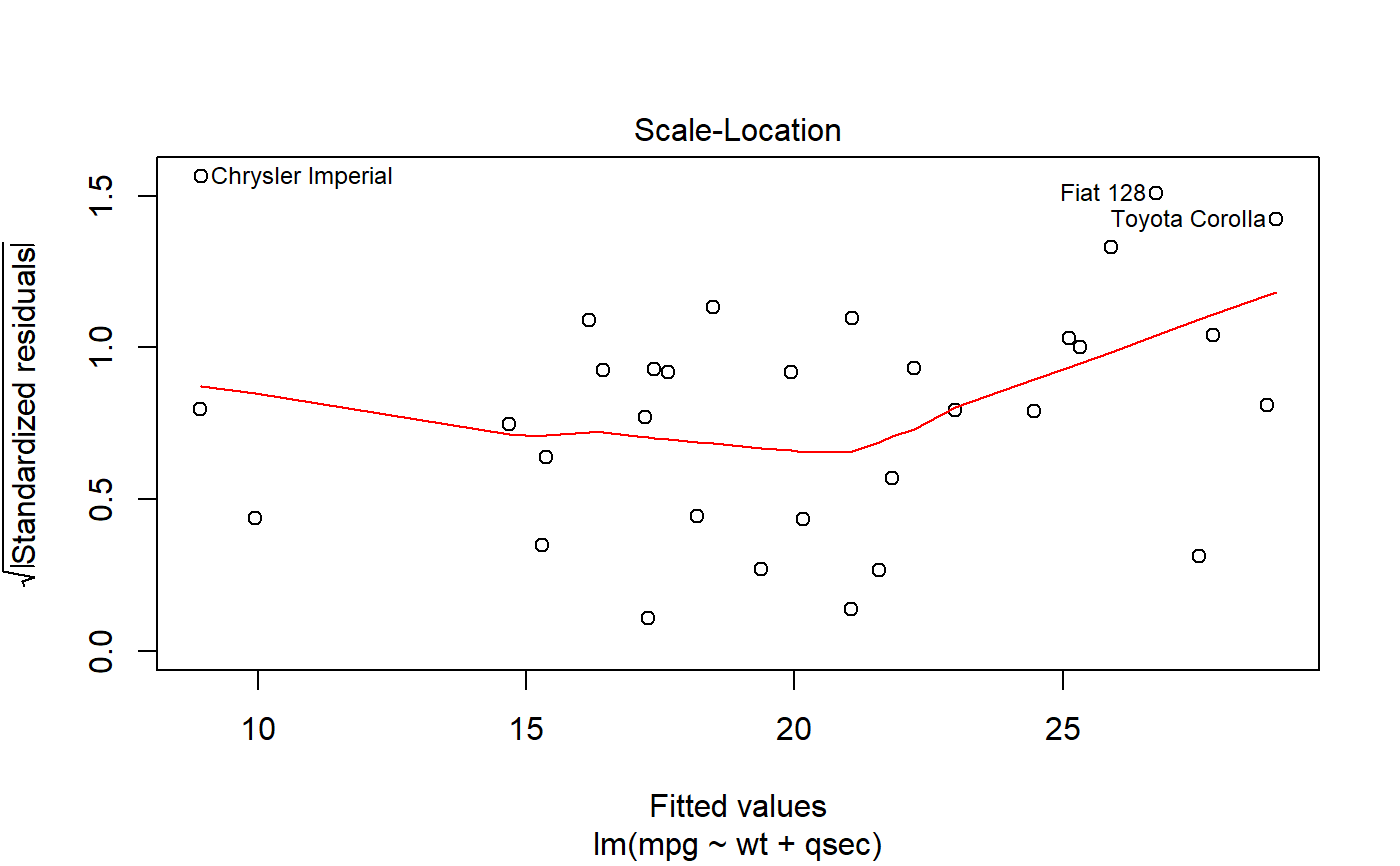 Scale-Location
Chrysler Imperial
Fiat 128
Toyota Corolla
√|Standardized residuals|
1.5
1.0
0.5
0.0
10 15 20 25
Fitted values
lm(mpg ~ wt + qsec)